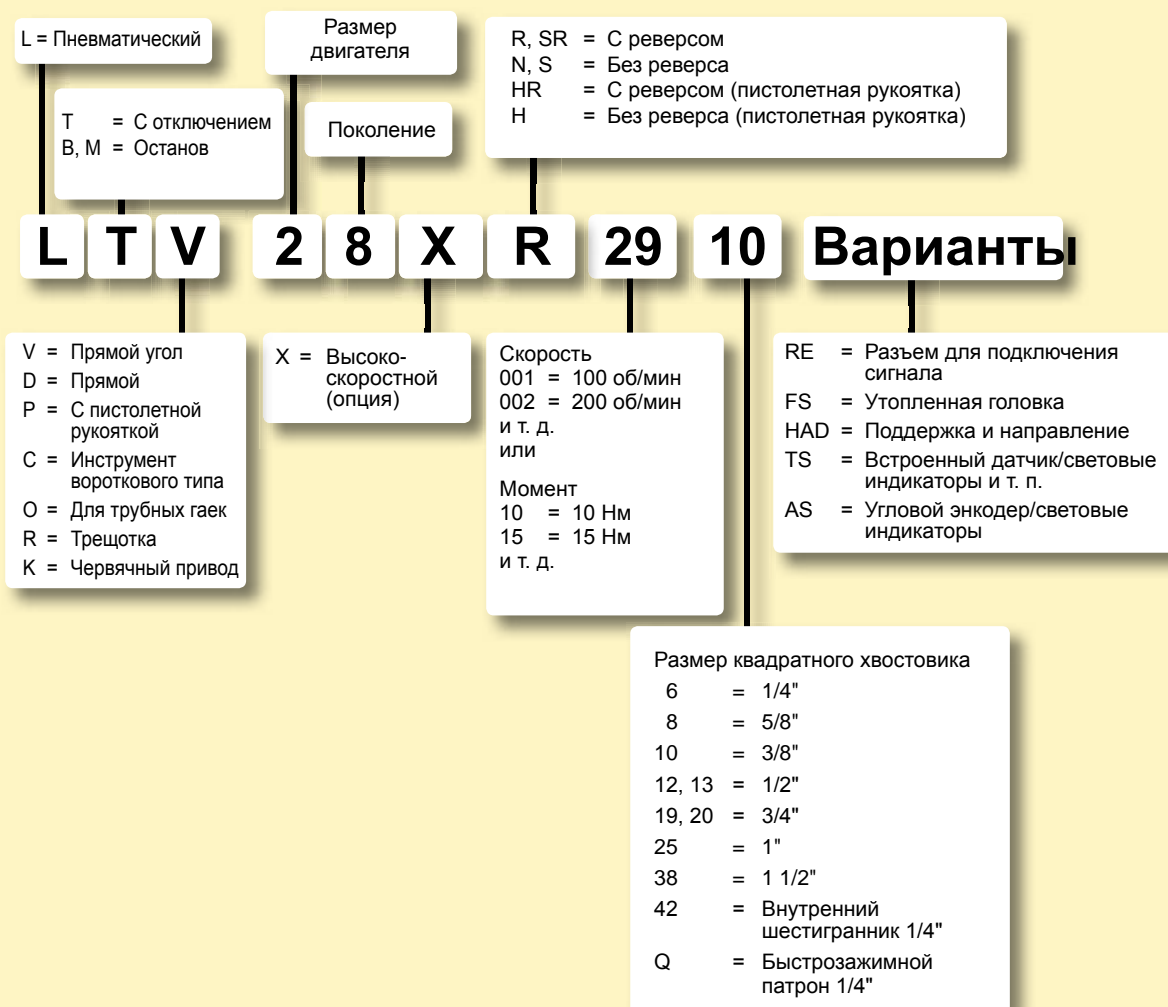 L = Пневматический
T = С отключением
B, M = Останов
Размер
двигателя
Поколение
R, SR = С реверсом
N, S = Без реверса
HR = С реверсом (пистолетная рукоятка)
H = Без реверса (пистолетная рукоятка)
L T V 2 8 X R 29 10 Варианты
V = Прямой угол
D = Прямой
P = С пистолетной
рукояткой
C = Инструмент
вороткового типа
O = Для трубных гаек
R = Трещотка
K = Червячный привод
X = Высоко-
скоростной
(опция)
Скорость
001 = 100 об/мин
002 = 200 об/мин
и т. д.
или
Момент
10 = 10 Нм
15 = 15 Нм
и т. д.
RE = Разъем для подключения
сигнала
FS = Утопленная головка
HAD = Поддержка и направление
TS = Встроенный датчик/световые
индикаторы и т. п.
AS = Угловой энкодер/световые
индикаторы
Размер квадратного хвостовика
6 = 1/4"
8 = 5/8"
10 = 3/8"
12, 13 = 1/2"
19, 20 = 3/4"
25 = 1"
38 = 1 1/2"
42 = Внутренний
шестигранник 1/4"
Q = Быстрозажимной
патрон 1/4"